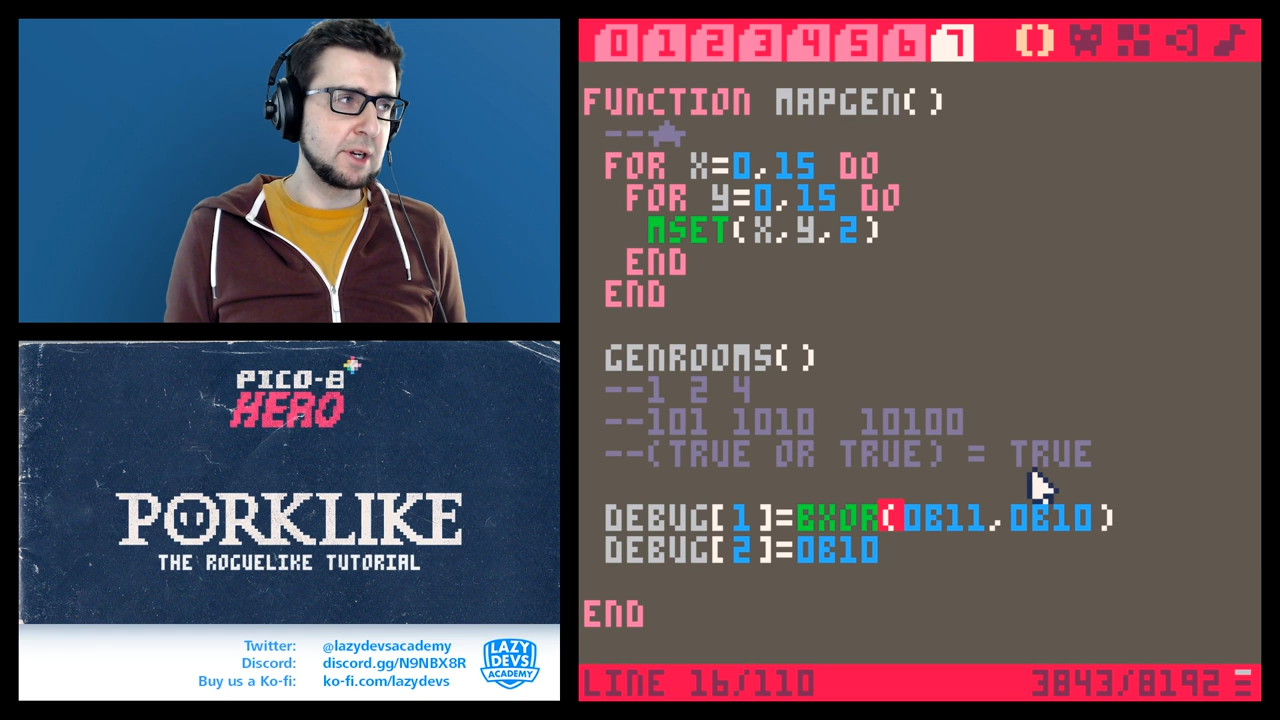 0 1 2 3 4 5 6 7
FUNCTION MAPGEN()
--
FOR X=0,15 DO
FOR Y=0,15 DO
MSET(X,Y,2)
END
END
GENROOMS()
--1 2 4
--101 1010  10100
--(TRUE OR TRUE) = TRUE
DEBUG[1]=BXOR(0B11,0B10)
DEBUG[2]=0B10
END
LINE 16/110
3843/8192
PICO-8
HERO
PORKLIKE
THE ROGUELIKE TUTORIAL
Twitter: @lazydevsacademy
Discord: discord.gg/N9NBX8R
Buy us a Ko-fi: ko-fi.com/lazydevs
LAZY
DEVS
ACADEMY